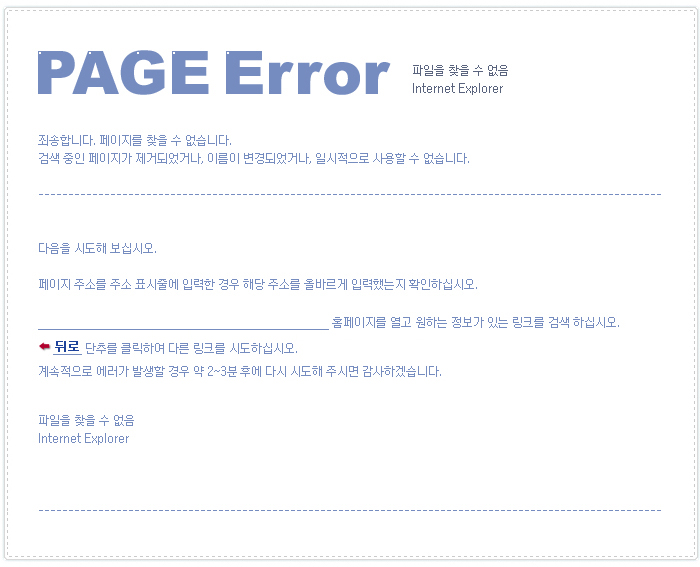 PAGE Error
파일을 찾을 수 없음
Internet Explorer
죄송합니다. 페이지를 찾을 수 없습니다.
검색 중인 페이지가 제거되었거나, 이름이 변경되었거나, 일시적으로 사용할 수 없습니다.
다음을 시도해 보십시오.
페이지 주소를 주소 표시줄에 입력한 경우 해당 주소를 올바르게 입력했는지 확인하십시오.
홈페이지를 열고 원하는 정보가 있는 링크를 검색 하십시오.
뒤로 단추를 클릭하여 다른 링크를 시도하십시오.
계속적으로 에러가 발생할 경우 약 2~3분 후에 다시 시도해 주시면 감사하겠습니다.
파일을 찾을 수 없음
Internet Explorer